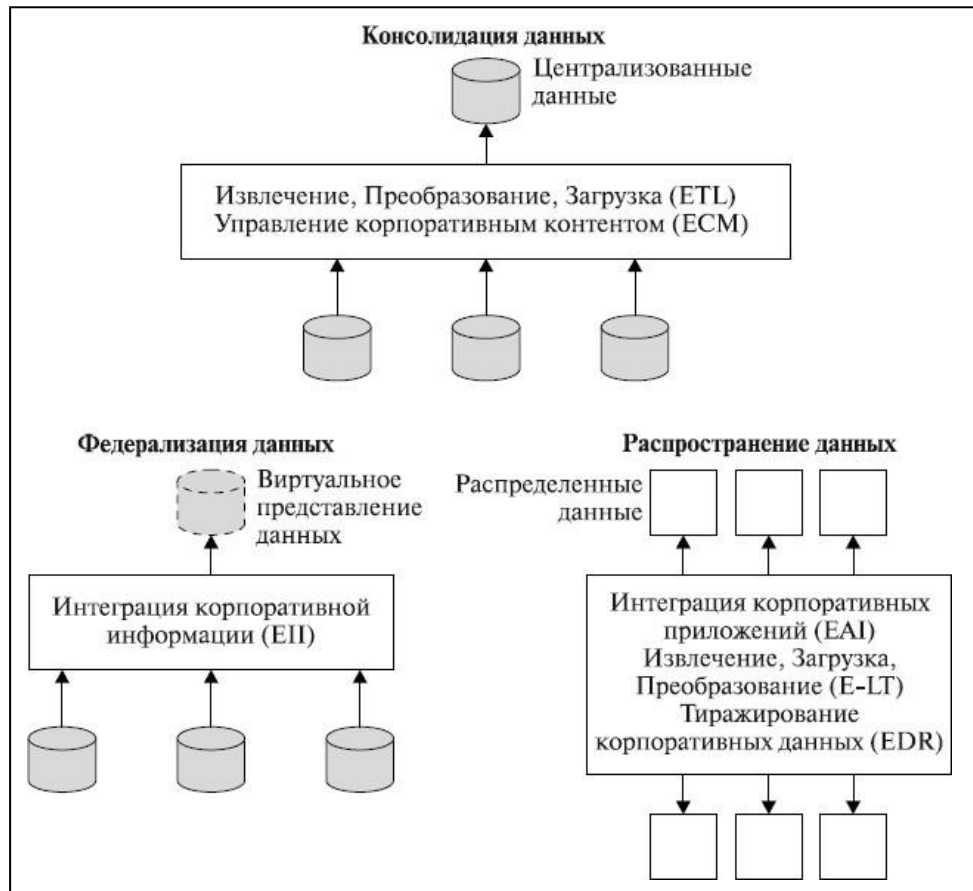 Консолидация данных
Централизованные
данные
Извлечение, Преобразование, Загрузка (ETL)
Управление корпоративным контентом (ECM)
Федерализация данных
Виртуальное
представление
данных
Интеграция корпоративной
информации (EII)
Распространение данных
Распределенные
данные
Интеграция корпоративных
приложений (EAI)
Извлечение, Загрузка,
Преобразование (E-LT)
Тиражирование
корпоративных данных (EDR)